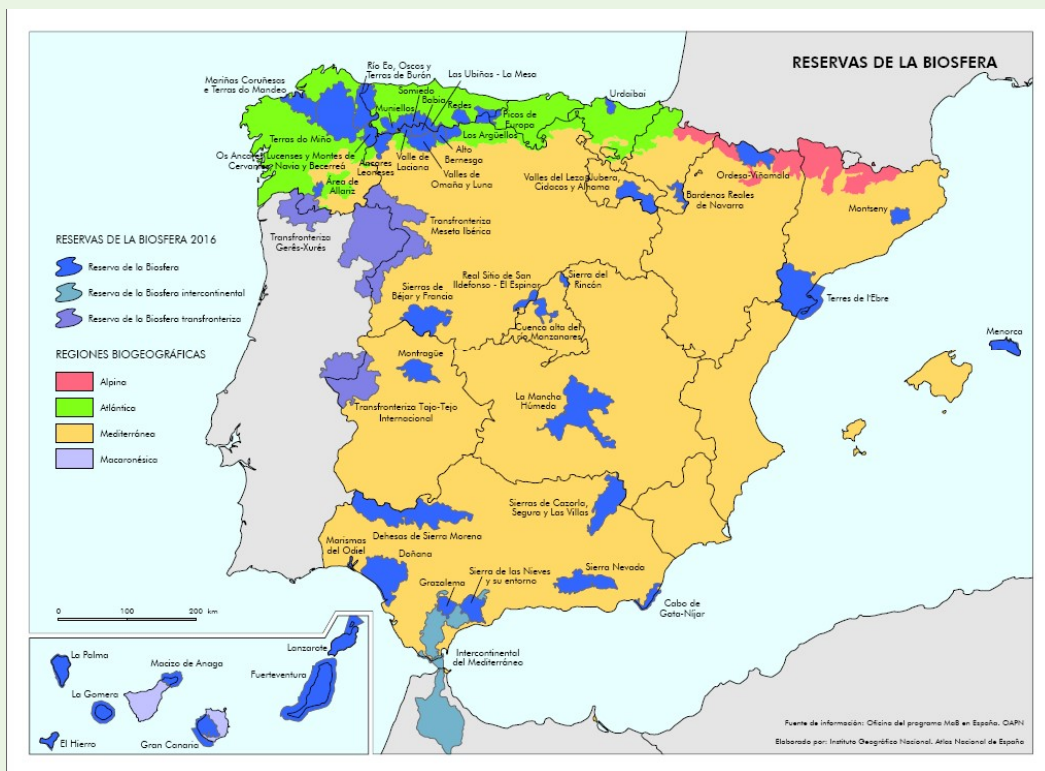 RESERVAS DE LA BIOSFERA
Río Eo, Oscos y
Terras de Burón
Mariñas Coruñesas
e Terras do Mandeo
Las Ubiñas - La Mesa
Somiedo
Babia
Muniellos
Redes
Picos de
Europa
Urdaibai
Terras do Miño
Los Argüellos
Os Ancares
Cervantes
Lucenses y Montes de
Navia y Becerreá
Ancares
Leoneses
Valle de
Laciana
Alto
Bernesga
Valles de
Omaña y Luna
Área de
Allariz
Valles del Leza, Jubera,
Cidacos y Alhama
Bardenas Reales
de Navarra
Ordesa-Viñamala
Montseny
Transfronteriza
Gerês-Xurés
Transfronteriza
Meseta Ibérica
RESERVAS DE LA BIOSFERA 2016
Reserva de la Biosfera
Reserva de la Biosfera intercontinental
Reserva de la Biosfera transfronteriza
Real Sitio de San
Ildefonso - El Espinar
Sierra del
Rincón
Sierras de
Béjar y Francia
Cuenca alta del
río Manzanares
Terres de l'Ebre
Menorca
REGIONES BIOGEOGRÁFICAS
Alpina
Atlántica
Mediterránea
Macaronésica
Monfragüe
Transfronteriza Tajo-Tejo
Internacional
La Mancha
Húmeda
Sierras de Cazorla,
Segura y Las Villas
Dehesas de Sierra Morena
Marismas
del Odiel
Doñana
Grazalema
Sierra de las Nieves
y su entorno
Sierra Nevada
Cabo de
Gata-Níjar
Intercontinental
del Mediterráneo
0 100 200 km
La Palma
Macizo de Anaga
Lanzarote
La Gomera
Fuerteventura
El Hierro
Gran Canaria
Fuente de información: Oficina del programa MaB en España. OAPN
Elaborado por: Instituto Geográfico Nacional. Atlas Nacional de España